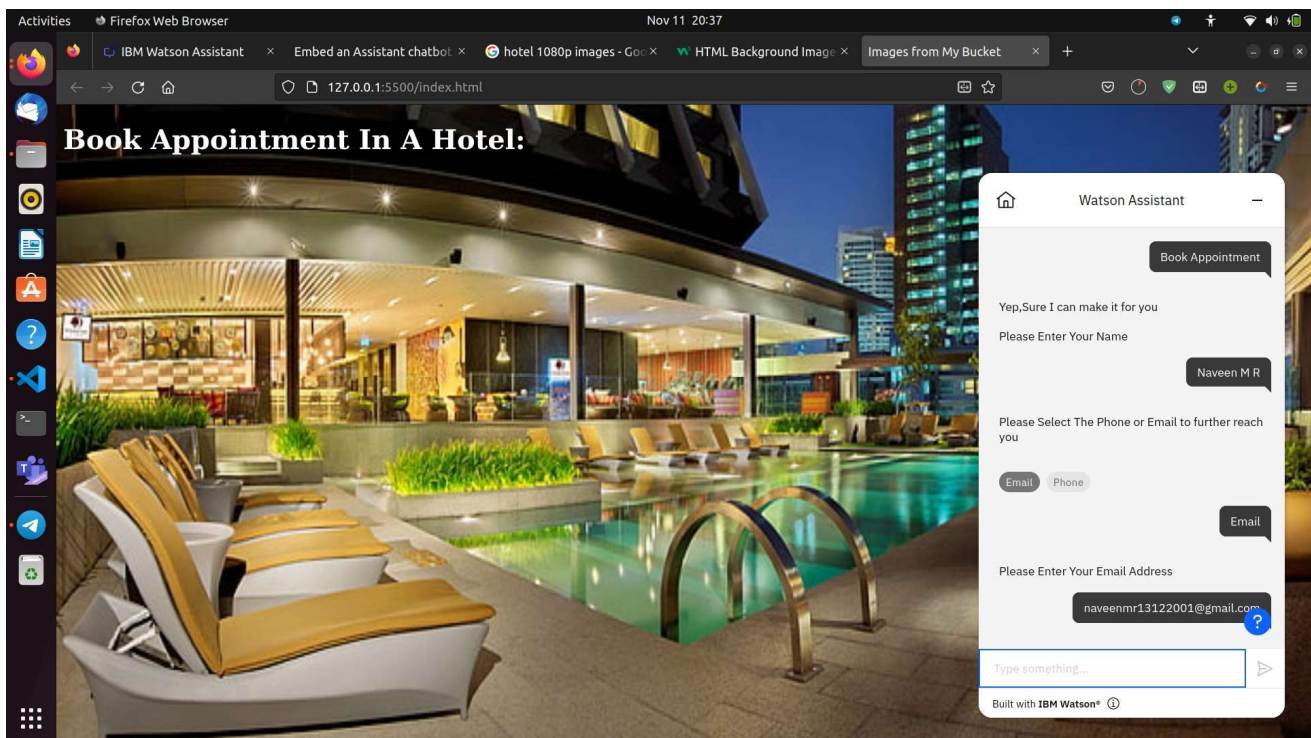 Activities Firefox Web Browser Nov 11 20:37
IBM Watson Assistant × Embed an Assistant chatbot × hotel 1080p images - Goo × HTML Background Image × Images from My Bucket × +
127.0.0.1:5500/index.html
Book Appointment In A Hotel:
Watson Assistant
Book Appointment
Yep,Sure I can make it for you
Please Enter Your Name
Naveen M R
Please Select The Phone or Email to further reach
you
Email Phone
Email
Please Enter Your Email Address
naveenmr13122001@gmail.com
?
Type something...
Built with IBM Watson®